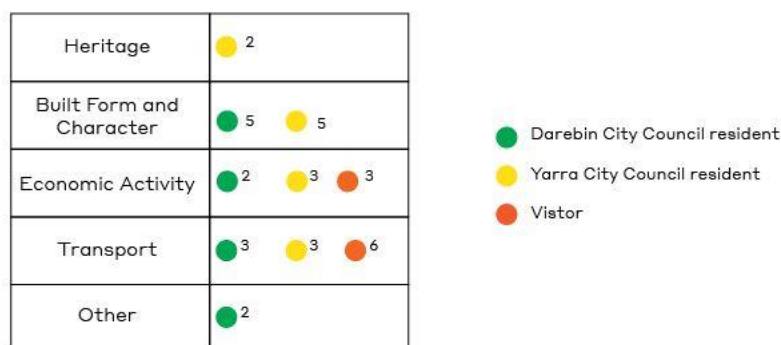 Heritage
2
Built Form and
Character
5
5
Economic Activity
2
3
3
Transport
3
3
6
Other
2
Darebin City Council resident
Yarra City Council resident
Vistor